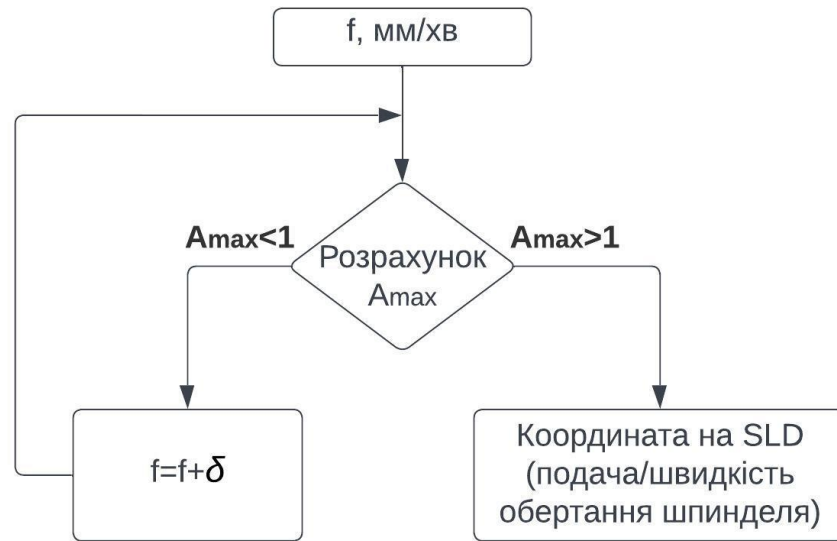 f, мм/хв
Amax<1
Amax>1
Розрахунок
Amax
f=f+δ
Координата на SLD
(подача/швидкість
обертання шпинделя)